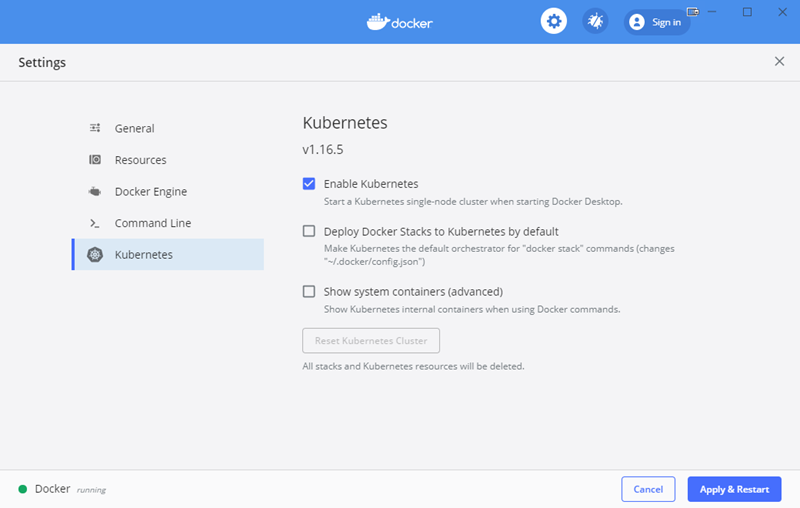 docker
Sign in
Settings
General
Resources
Docker Engine
Command Line
Kubernetes
Kubernetes
v1.16.5
Enable Kubernetes
Start a Kubernetes single-node cluster when starting Docker Desktop.
Deploy Docker Stacks to Kubernetes by default
Make Kubernetes the default orchestrator for "docker stack" commands (changes
"~/.docker/config.json")
Show system containers (advanced)
Show Kubernetes internal containers when using Docker commands.
Reset Kubernetes Cluster
All stacks and Kubernetes resources will be deleted.
Docker running
Cancel
Apply & Restart